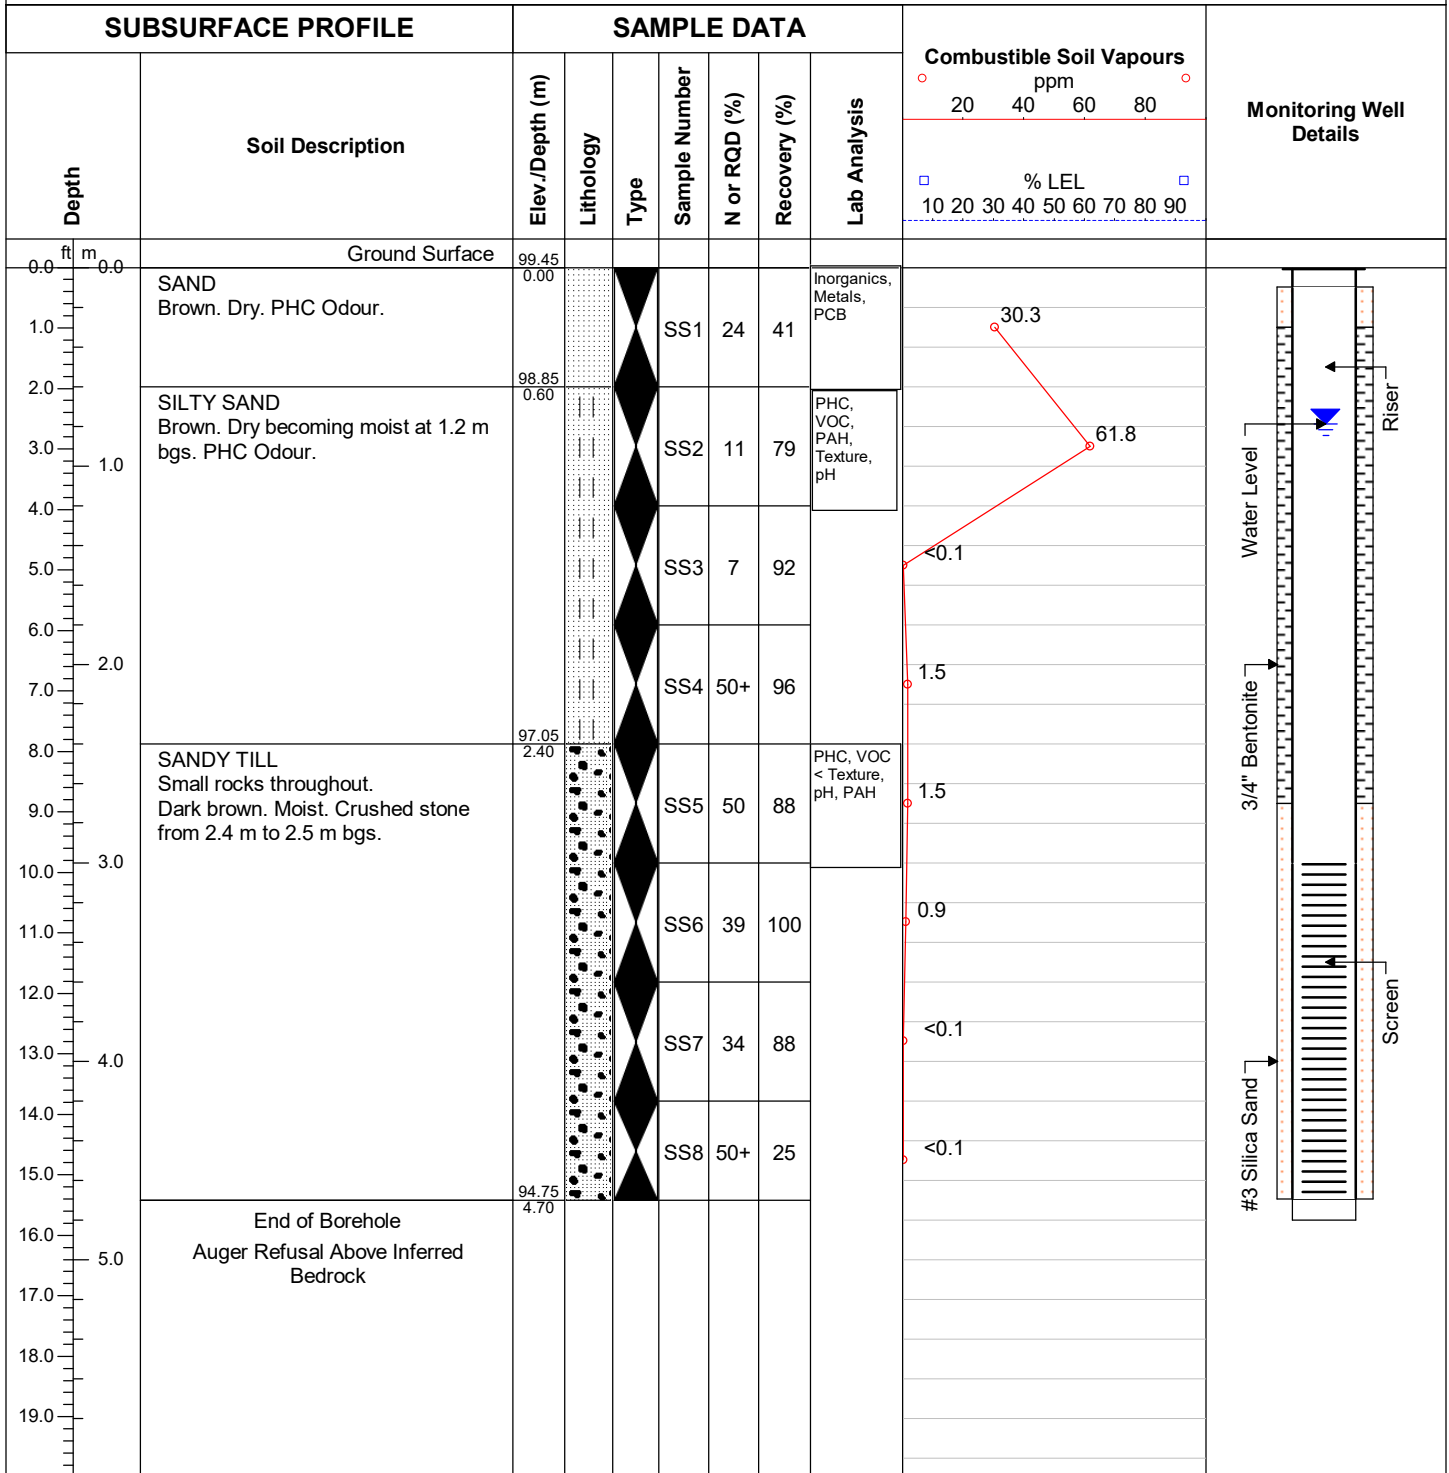 SUBSURFACE PROFILE
SAMPLE DATA
Depth
Soil Description
Elev./Depth (m)
Lithology
Type
Sample Number
N or RQD (%)
Recovery (%)
Lab Analysis
Combustible Soil Vapours
ppm
20 40 60 80
% LEL
10 20 30 40 50 60 70 80 90
Monitoring Well
Details
ft m
Ground Surface
99.45
0.0
0.0
0.00
SAND
Brown. Dry. PHC Odour.
Inorganics,
Metals,
PCB
1.0
SS1 24 41
30.3
98.85
2.0
0.60
SILTY SAND
Brown. Dry becoming moist at 1.2 m
bgs. PHC Odour.
PHC,
VOC,
PAH,
Texture,
pH
3.0
1.0
SS2 11 79
61.8
4.0
5.0
SS3 7 92
<0.1
6.0
2.0
7.0
SS4 50+ 96
1.5
97.05
8.0
2.40
SANDY TILL
Small rocks throughout.
Dark brown. Moist. Crushed stone
from 2.4 m to 2.5 m bgs.
PHC, VOC
< Texture,
pH, PAH
9.0
SS5 50 88
1.5
3.0
10.0
11.0
SS6 39 100
0.9
12.0
13.0
4.0
SS7 34 88
<0.1
14.0
15.0
SS8 50+ 25
<0.1
94.75
4.70
End of Borehole
Auger Refusal Above Inferred
Bedrock
16.0
5.0
17.0
18.0
19.0
Riser
Water Level
3/4" Bentonite
Screen
#3 Silica Sand